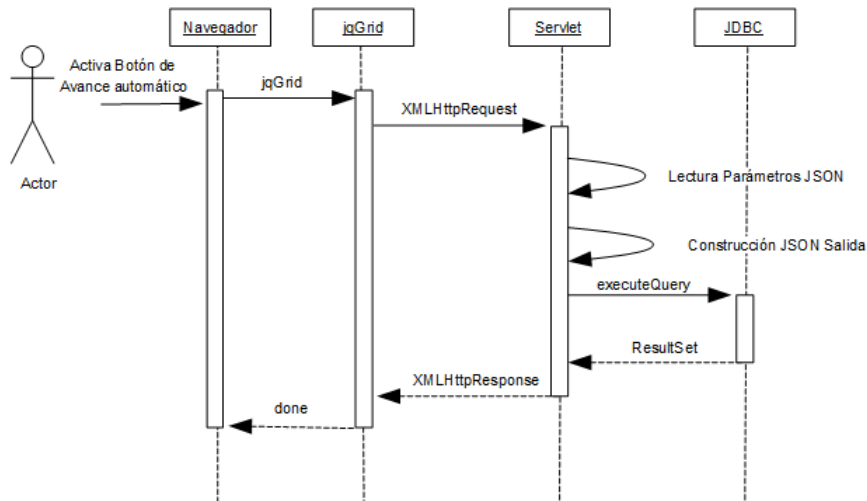 Navegador
jqGrid
Servlet
JDBC
Activa Botón de
Avance automático
jqGrid
XMLHttpRequest
Actor
Lectura Parámetros JSON
Construcción JSON Salida
executeQuery
ResultSet
XMLHttpResponse
done